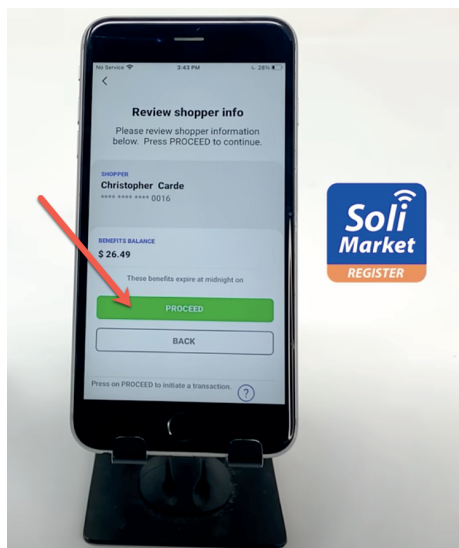 No Service 3:43 PM 28%
Review shopper info
Please review shopper information
below. Press PROCEED to continue.
SHOPPER
Christopher Carde
**** **** **** 0016
BENEFITS BALANCE
$ 26.49
These benefits expire at midnight on
PROCEED
BACK
Press on PROCEED to initiate a transaction. ?
Soli
Market
REGISTER